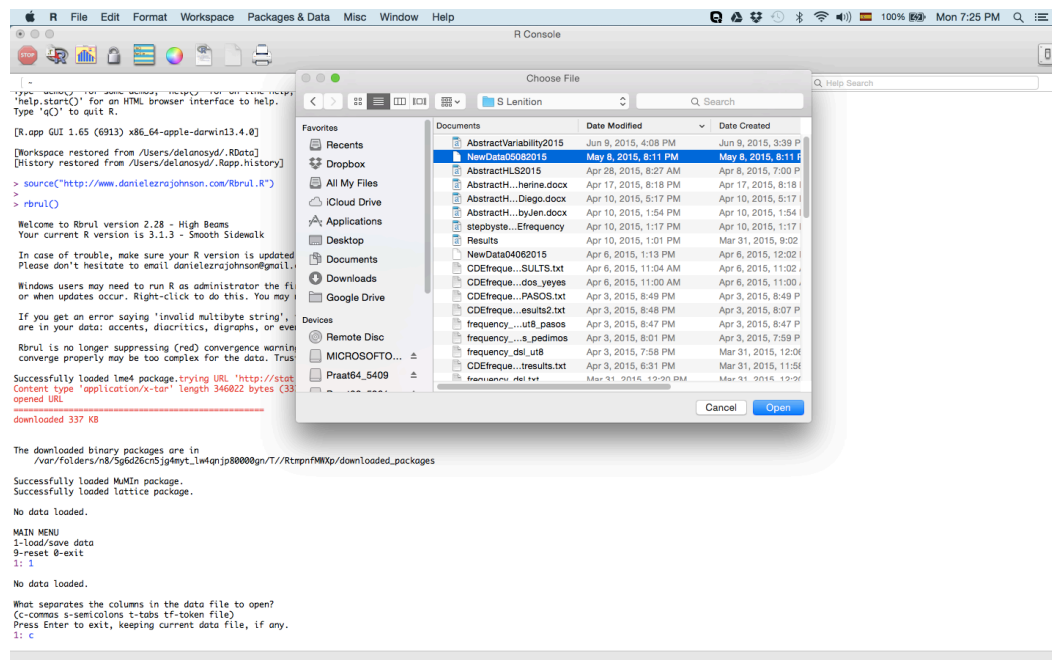 R File Edit Format Workspace Packages & Data Misc Window Help 100% Mon 7:25 PM
R Console
STOP
Help Search
'help.start()' for an HTML browser interface to help.
Type 'q()' to quit R.
[R.app GUI 1.65 (6913) x86_64-apple-darwin13.4.0]
[Workspace restored from /Users/delanosyd/.RData]
[History restored from /Users/delanosyd/.Rapp.history]
> source("http://www.danielezrajohnson.com/Rbrul.R")
>
> rbrul()
Welcome to Rbrul version 2.28 - High Beams
Your current R version is 3.1.3 - Smooth Sidewalk
In case of trouble, make sure your R version is updated
Please don't hesitate to email danielezrajohnson@gmail.
Windows users may need to run R as administrator the
or when updates occur. Right-click to do this. You may
If you get an error saying 'invalid multibyte string',
are in your data: accents, diacritics, digraphs, or
Rbrul is no longer suppressing (red) convergence
converge properly may be too complex for the data.
Successfully loaded lme4 package.trying URL 'http://stat
Content type 'application/x-tar' length 346022 bytes (33
opened URL
==================================================
downloaded 337 KB
The downloaded binary packages are in
/var/folders/n8/5g6d26cn5jg4myt_lw4qnjp80000gn/T//RtmpnfMWXp/downloaded_packages
Successfully loaded MuMIn package.
Successfully loaded lattice package.
No data loaded.
MAIN MENU
1-load/save data
9-reset 0-exit
1: 1
No data loaded.
What separates the columns in the data file to open?
(c-commas s-semicolons t-tabs tf-token file)
Press Enter to exit, keeping current data file, if any.
1: c
Choose File
S Lenition
Search
Favorites
Recents
Dropbox
All My Files
iCloud Drive
Applications
Desktop
Documents
Downloads
Google Drive
Devices
Remote Disc
MICROSOFTO...
Praat64_5409
Documents Date Modified Date Created
AbstractVariability2015 Jun 9, 2015, 4:08 PM Jun 9, 2015, 3:39 P
NewData05082015 May 8, 2015, 8:11 PM May 8, 2015, 8:11 P
AbstractHLS2015 Apr 28, 2015, 8:27 AM Apr 8, 2015, 7:00 P
AbstractH...herine.docx Apr 17, 2015, 8:18 PM Apr 17, 2015, 8:18
AbstractH...Diego.docx Apr 10, 2015, 5:17 PM Apr 10, 2015, 5:17
AbstractH...byJen.docx Apr 10, 2015, 1:54 PM Apr 10, 2015, 1:54
stepbyste...Efrequency Apr 10, 2015, 1:17 PM Apr 10, 2015, 1:17
Results Apr 10, 2015, 1:01 PM Mar 31, 2015, 9:02
NewData04062015 Apr 6, 2015, 1:13 PM Apr 6, 2015, 12:02
CDEfreque...SULTS.txt Apr 6, 2015, 11:04 AM Apr 6, 2015, 11:02
CDEfreque...dos_yeyes Apr 6, 2015, 11:00 AM Apr 6, 2015, 11:00
CDEfreque...PASOS.txt Apr 3, 2015, 8:49 PM Apr 3, 2015, 8:49 P
CDEfreque...esults2.txt Apr 3, 2015, 8:48 PM Apr 3, 2015, 8:07 P
frequency_...ut8_pasos Apr 3, 2015, 8:47 PM Apr 3, 2015, 8:47 P
frequency_...s_pedimos Apr 3, 2015, 8:01 PM Apr 3, 2015, 7:59 P
frequency_dsl_ut8 Apr 3, 2015, 7:58 PM Mar 31, 2015, 12:06
CDEfreque...tresults.txt Apr 3, 2015, 6:31 PM Mar 31, 2015, 11:58
frequency_dsl.txt Mar 31, 2015, 12:20 PM
Cancel Open